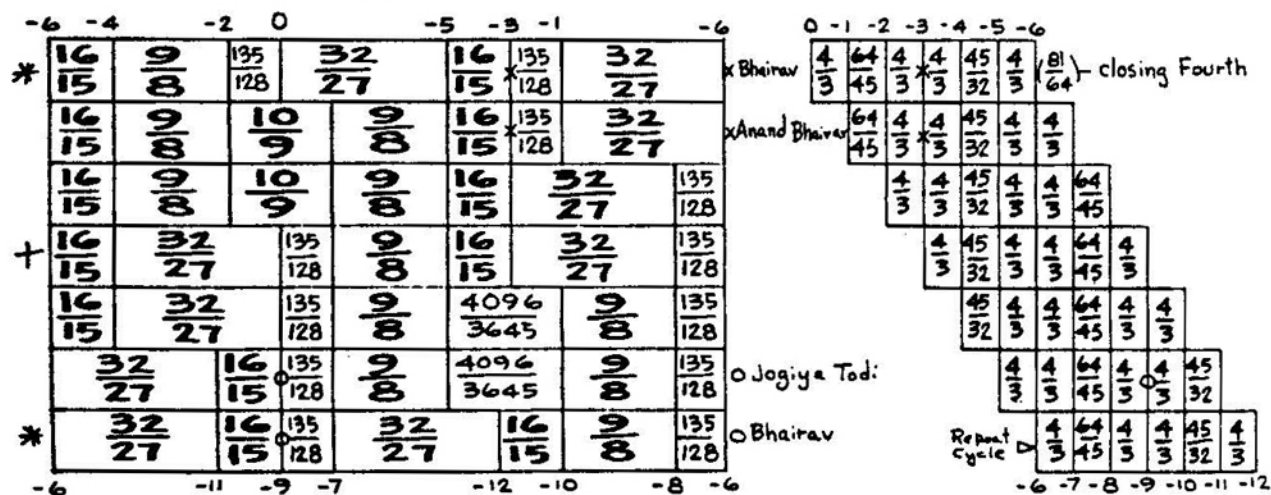 -6 -4 -2 0 -5 -3 -1 -6 0 -1 -2 -3 -4 -5 -6
* 16/15 9/8 135/128 32/27 16/15 x 135/128 32/27 x Bhairav 4/3 64/45 4/3 x 4/3 45/32 4/3 (81/64) – closing Fourth
16/15 9/8 10/9 9/8 16/15 x 135/128 32/27 x Anand Bhairav 64/45 4/3 x 4/3 45/32 4/3 4/3
16/15 9/8 10/9 9/8 16/15 32/27 135/128 4/3 4/3 45/32 4/3 4/3 64/45
+ 16/15 32/27 135/128 9/8 16/15 32/27 135/128 4/3 45/32 4/3 4/3 64/45 4/3
16/15 32/27 135/128 9/8 4096/3645 9/8 135/128 45/32 4/3 4/3 64/45 4/3 4/3
32/27 16/15 o 135/128 9/8 4096/3645 9/8 135/128 o Jogiya Todi 4/3 4/3 64/45 4/3 o 4/3 45/32
* 32/27 16/15 o 135/128 32/27 16/15 9/8 135/128 o Bhairav Repeat Cycle 4/3 64/45 4/3 4/3 45/32 4/3
-6 -11 -9 -7 -12 -10 -8 -6 -6 -7 -8 -9 -10 -11 -12